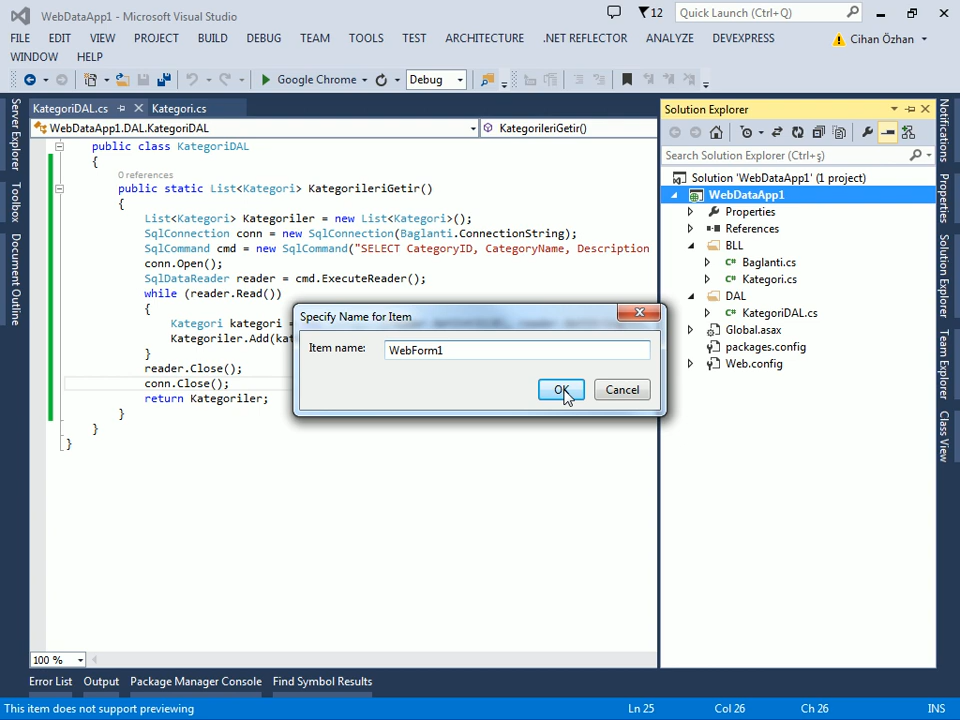 WebDataApp1 - Microsoft Visual Studio
12
Quick Launch (Ctrl+Q)
FILE EDIT VIEW PROJECT BUILD DEBUG TEAM TOOLS TEST ARCHITECTURE .NET REFLECTOR ANALYZE DEVEXPRESS
Cihan Özhan
WINDOW HELP
Google Chrome
Debug
KategoriDAL.cs
Kategori.cs
WebDataApp1.DAL.KategoriDAL
KategorileriGetir()
public class KategoriDAL
{
0 references
public static List<Kategori> KategorileriGetir()
{
List<Kategori> Kategoriler = new List<Kategori>();
SqlConnection conn = new SqlConnection(Baglanti.ConnectionString);
SqlCommand cmd = new SqlCommand("SELECT CategoryID, CategoryName, Description
conn.Open();
SqlDataReader reader = cmd.ExecuteReader();
while (reader.Read())
{
Kategori kategori =
Kategoriler.Add(kat
}
reader.Close();
conn.Close();
return Kategoriler;
}
}
}
Specify Name for Item
Item name:
WebForm1
OK
Cancel
Solution Explorer
Search Solution Explorer (Ctrl+ş)
Solution 'WebDataApp1' (1 project)
WebDataApp1
Properties
References
BLL
Baglanti.cs
Kategori.cs
DAL
KategoriDAL.cs
Global.asax
packages.config
Web.config
Server Explorer
Toolbox
Document Outline
Notifications
Properties
Solution Explorer
Team Explorer
Class View
100 %
Error List Output Package Manager Console Find Symbol Results
This item does not support previewing
Ln 25 Col 26 Ch 26 INS